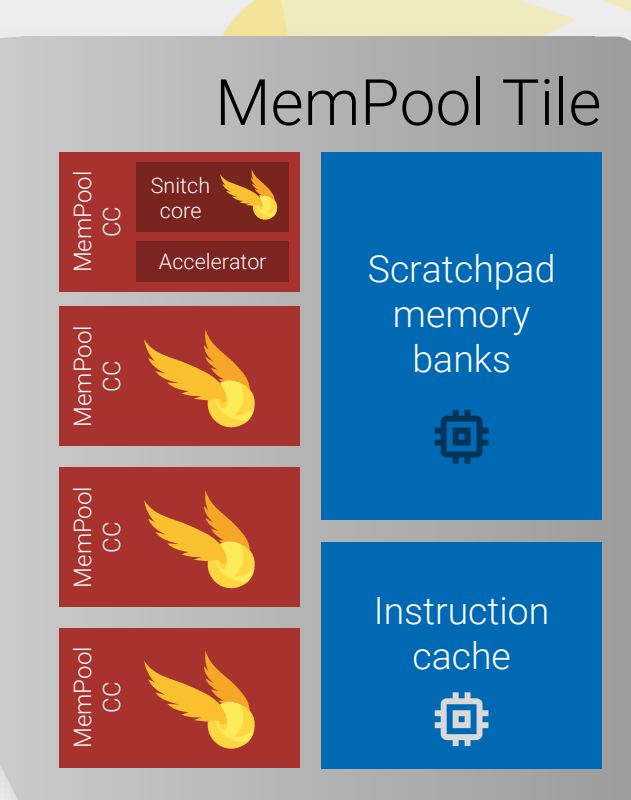 MemPool Tile
MemPool
CC
Snitch
core
Accelerator
MemPool
CC
MemPool
CC
MemPool
CC
Scratchpad
memory
banks
Instruction
cache